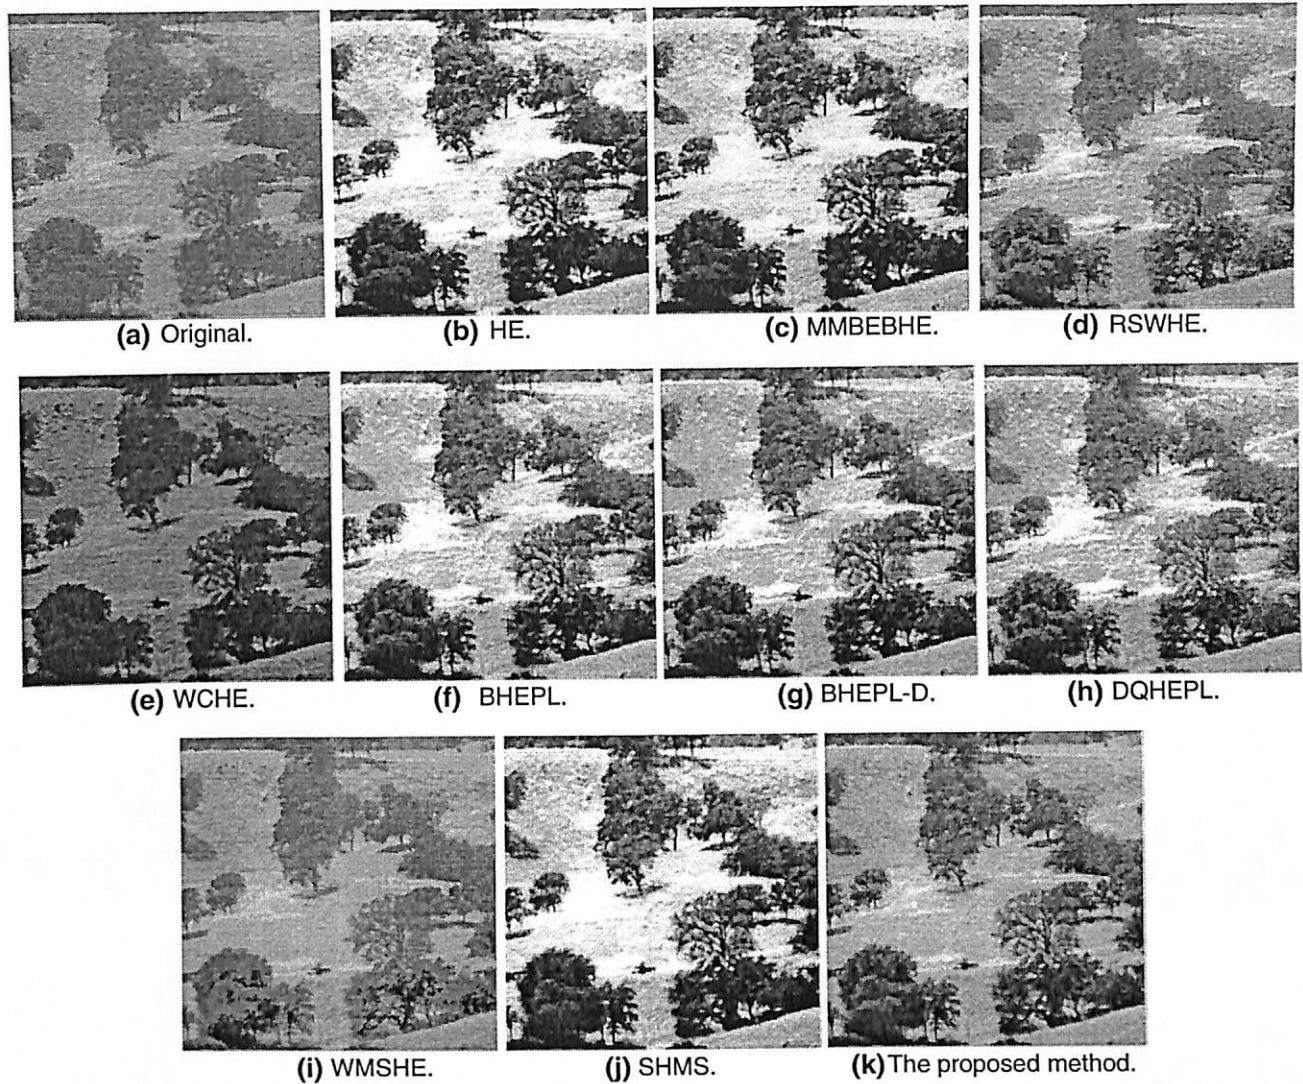 (a) Original.
(b) HE.
(c) MMBEBHE.
(d) RSWHE.
(e) WCHE.
(f) BHEPL.
(g) BHEPL-D.
(h) DQHEPL.
(i) WMSHE.
(j) SHMS.
(k) The proposed method.